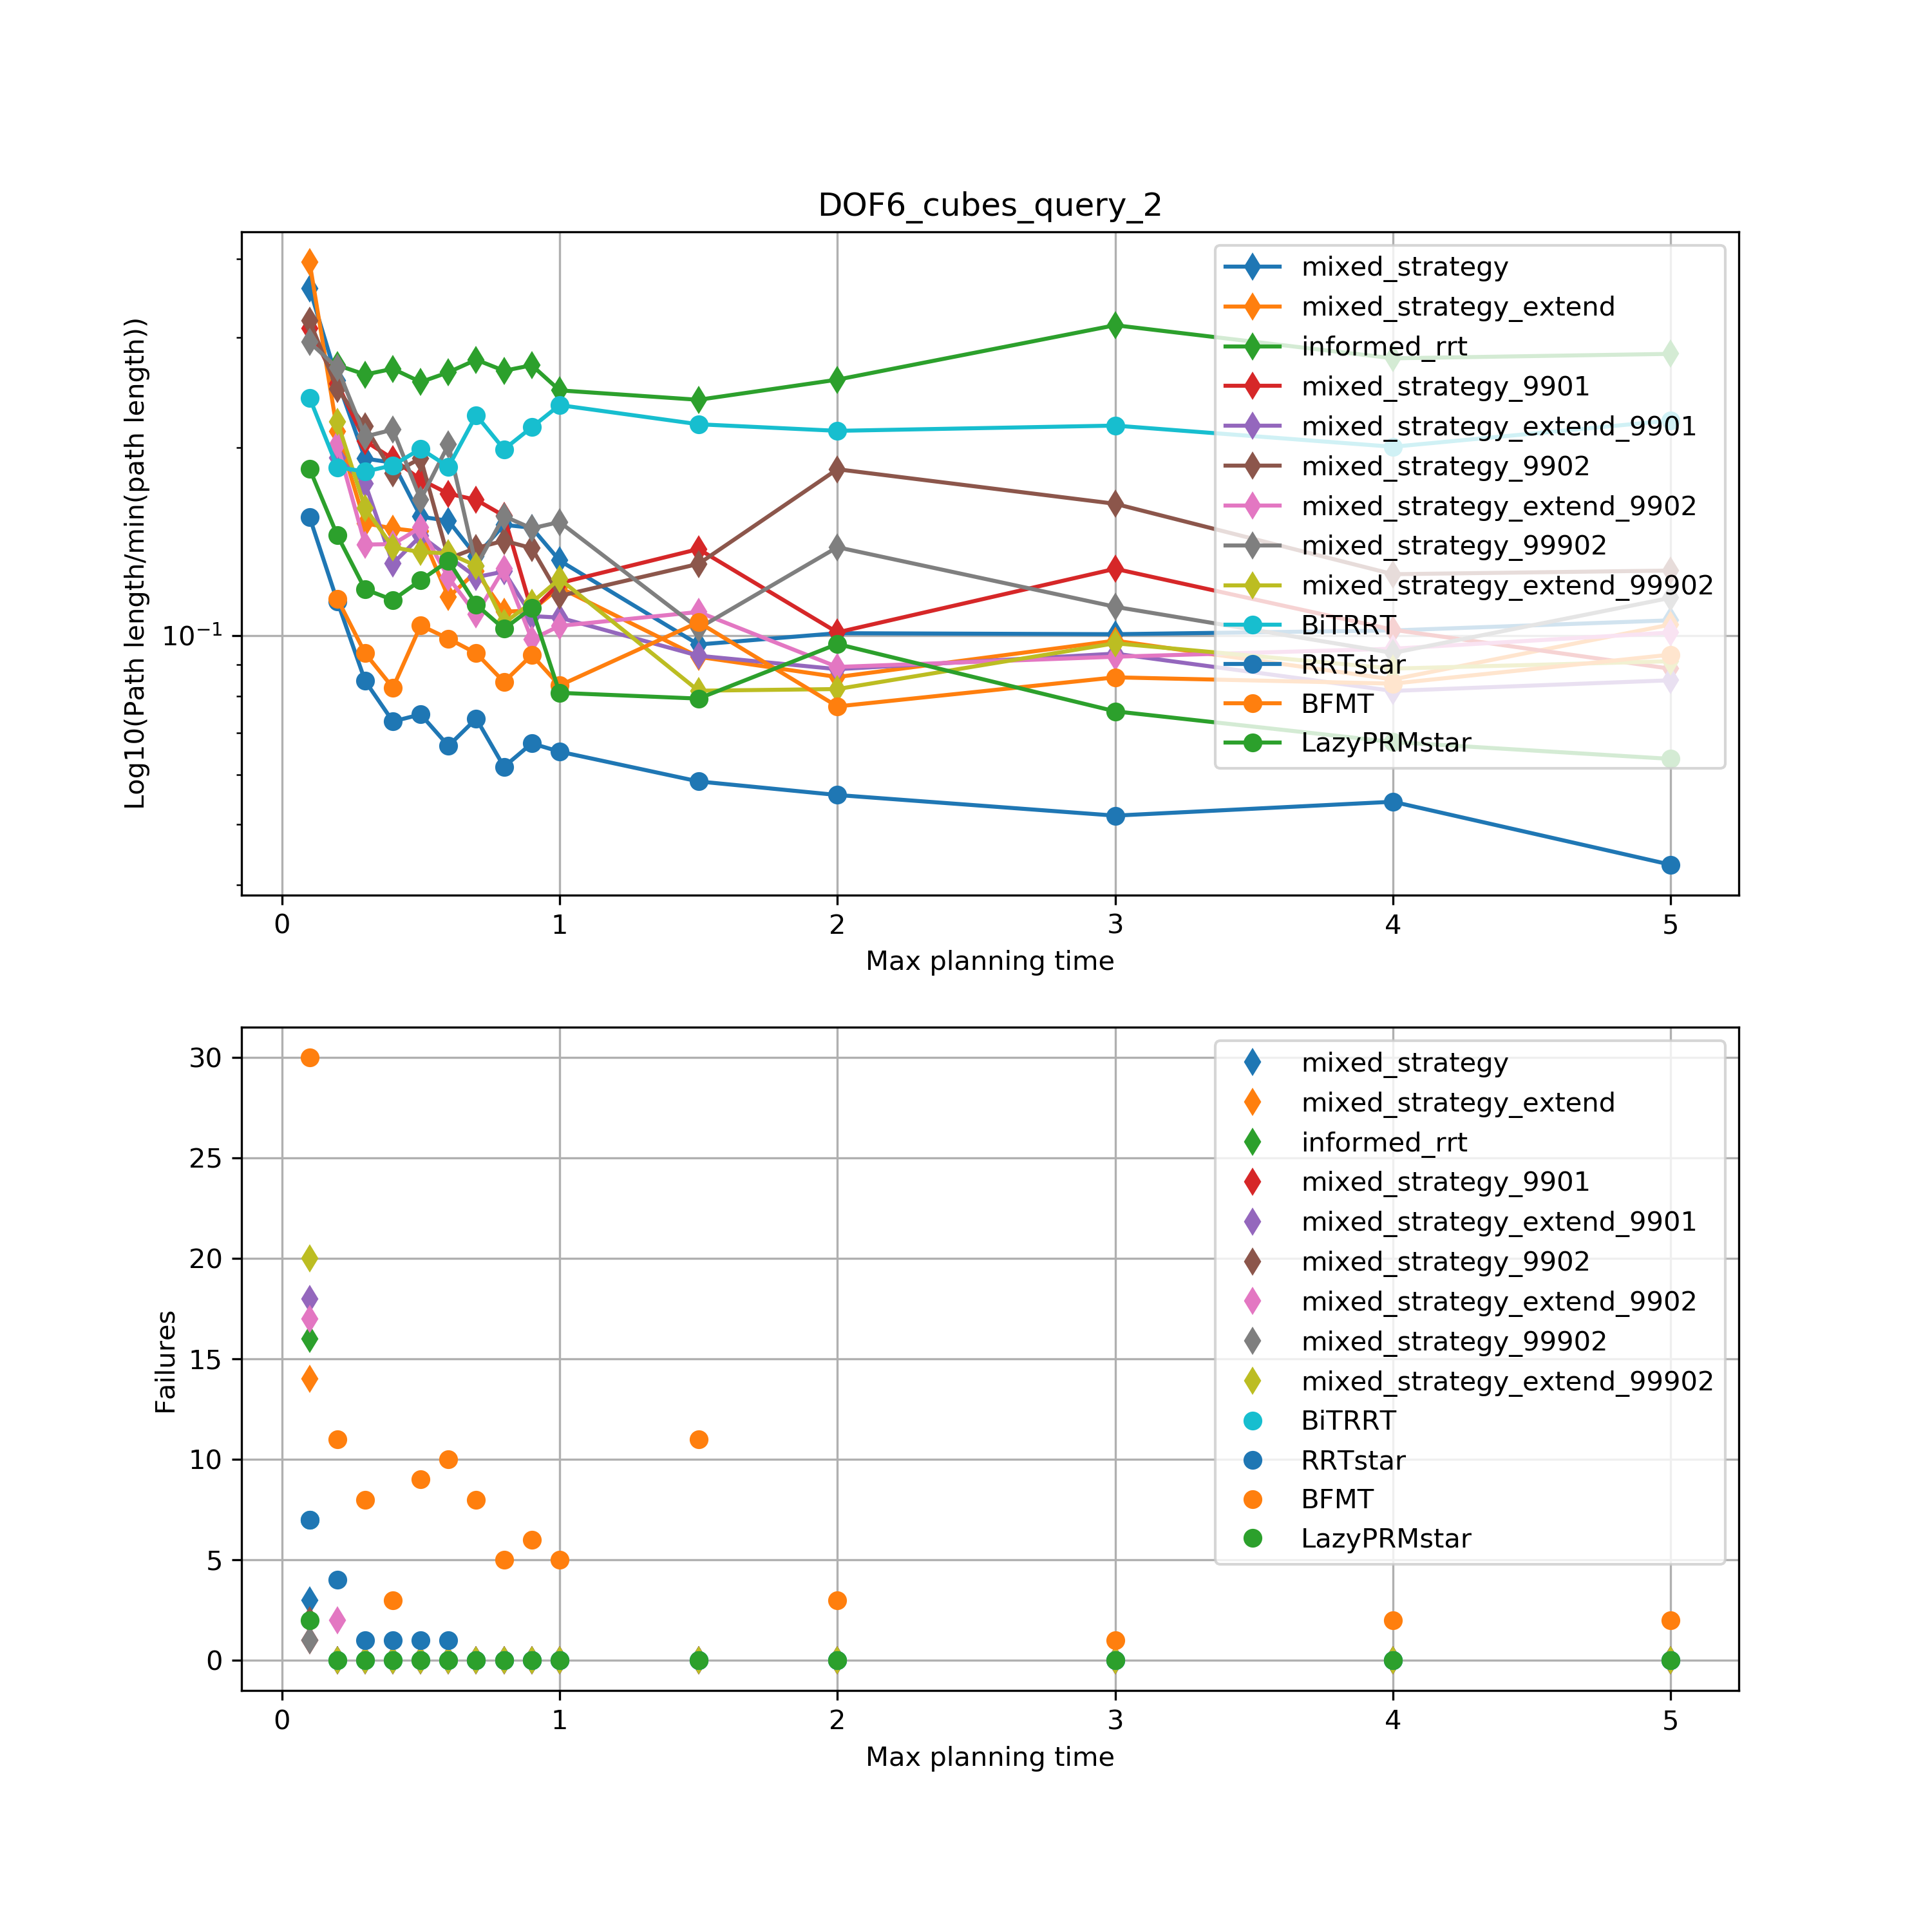 DOF6_cubes_query_2
Log10(Path length/min(path length))
10⁻¹
mixed_strategy
mixed_strategy_extend
informed_rrt
mixed_strategy_9901
mixed_strategy_extend_9901
mixed_strategy_9902
mixed_strategy_extend_9902
mixed_strategy_99902
mixed_strategy_extend_99902
BiTRRT
RRTstar
BFMT
LazyPRMstar
0 1 2 3 4 5
Max planning time
Failures
30
25
20
15
10
5
0
mixed_strategy
mixed_strategy_extend
informed_rrt
mixed_strategy_9901
mixed_strategy_extend_9901
mixed_strategy_9902
mixed_strategy_extend_9902
mixed_strategy_99902
mixed_strategy_extend_99902
BiTRRT
RRTstar
BFMT
LazyPRMstar
0 1 2 3 4 5
Max planning time